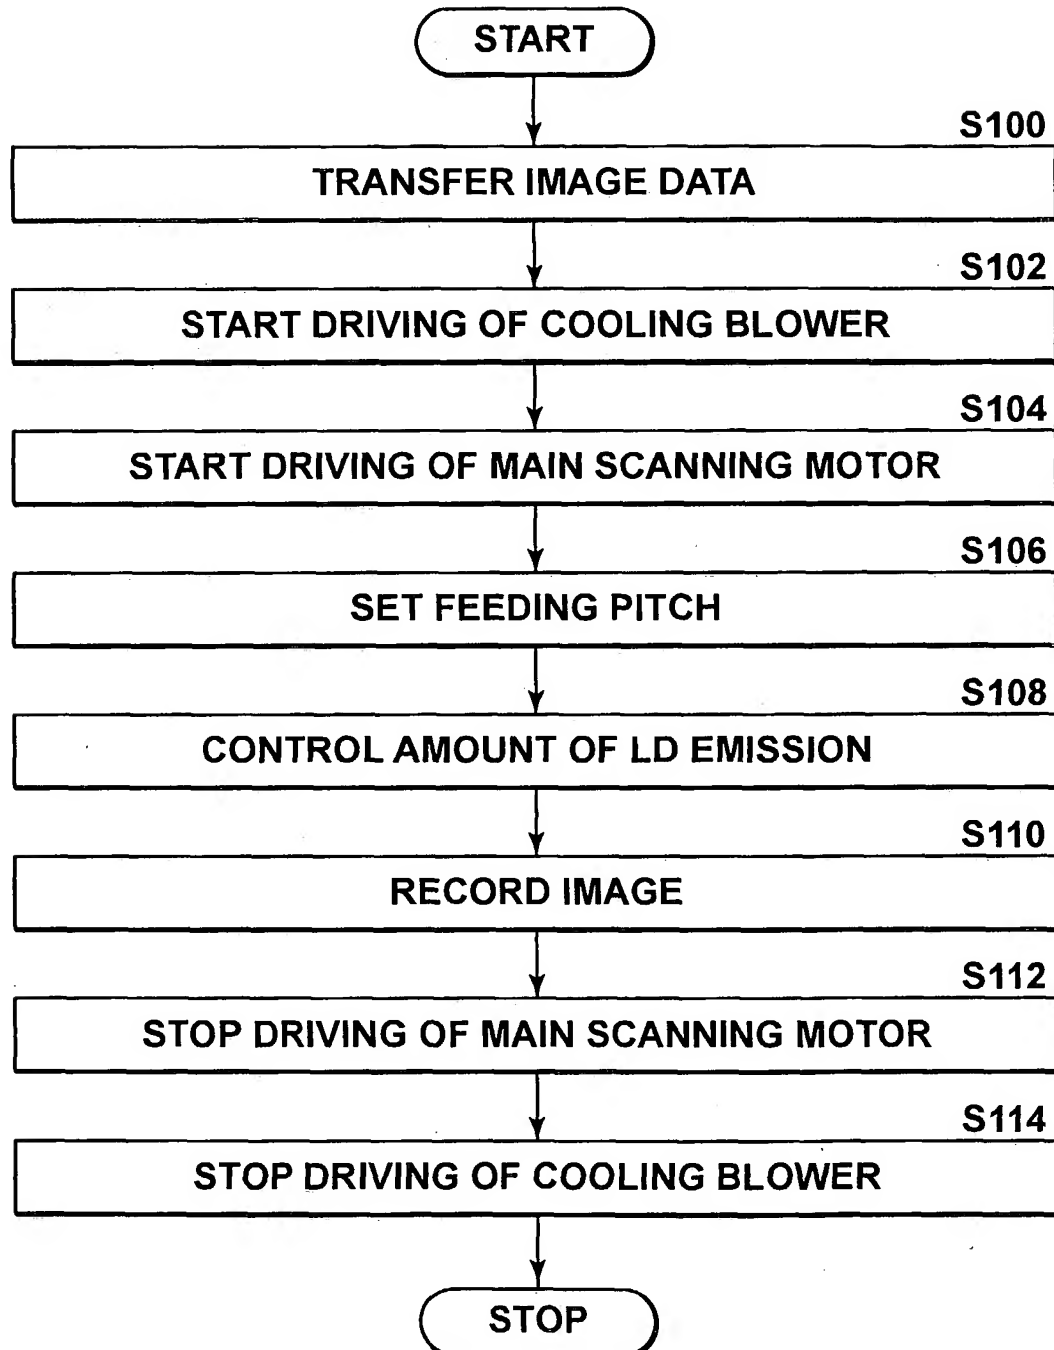 START
S100
TRANSFER IMAGE DATA
S102
START DRIVING OF COOLING BLOWER
S104
START DRIVING OF MAIN SCANNING MOTOR
S106
SET FEEDING PITCH
S108
CONTROL AMOUNT OF LD EMISSION
S110
RECORD IMAGE
S112
STOP DRIVING OF MAIN SCANNING MOTOR
S114
STOP DRIVING OF COOLING BLOWER
STOP